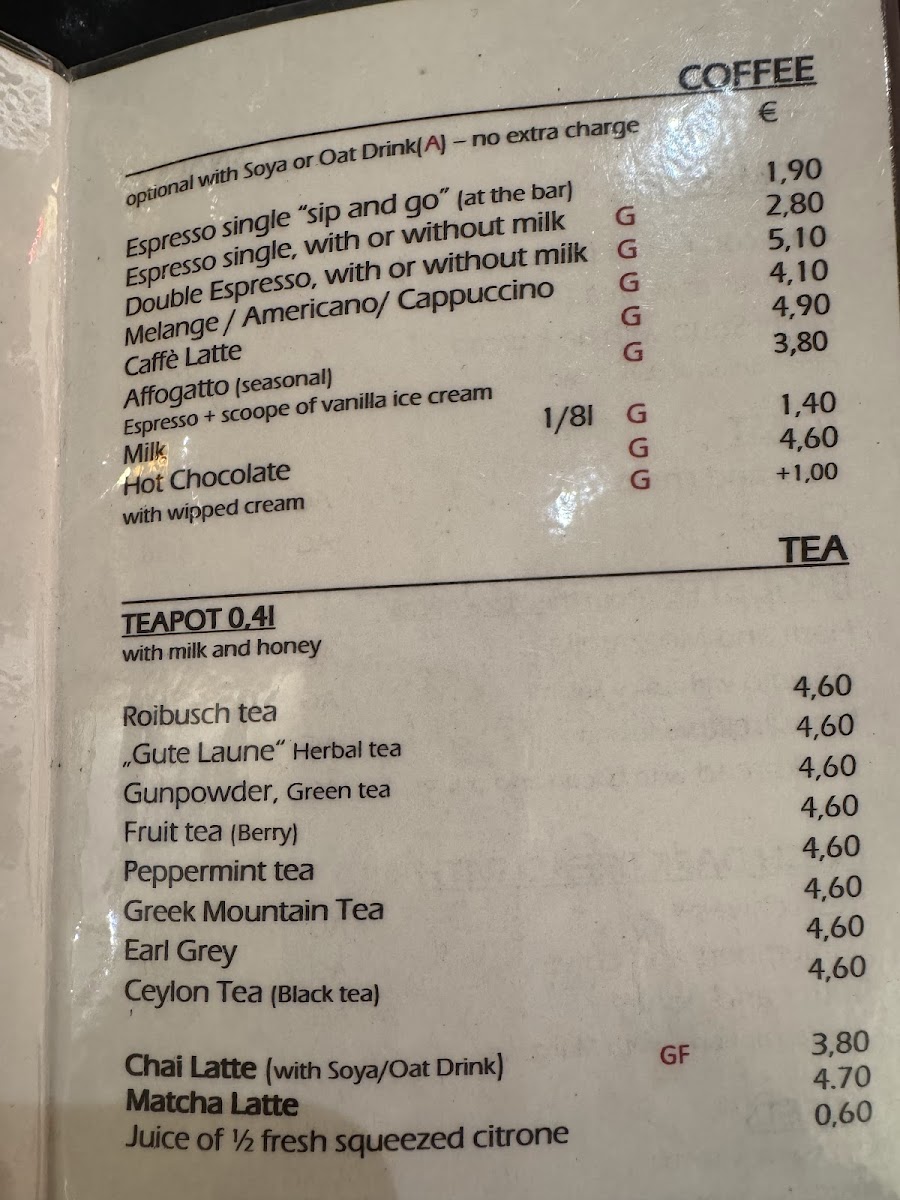 COFFEE
optional with Soya or Oat Drink(A) – no extra charge €
Espresso single “sip and go” (at the bar) 1,90
Espresso single, with or without milk G 2,80
Double Espresso, with or without milk G 5,10
Melange / Americano/ Cappuccino G 4,10
Caffè Latte G 4,90
Affogatto (seasonal) G 3,80
Espresso + scoope of vanilla ice cream
Milk 1/8l G 1,40
Hot Chocolate G 4,60
with wipped cream G +1,00
TEA
TEAPOT 0,4l
with milk and honey
Roibusch tea 4,60
„Gute Laune“ Herbal tea 4,60
Gunpowder, Green tea 4,60
Fruit tea (Berry) 4,60
Peppermint tea 4,60
Greek Mountain Tea 4,60
Earl Grey 4,60
Ceylon Tea (Black tea) 4,60
Chai Latte (with Soya/Oat Drink) GF 3,80
Matcha Latte 4.70
Juice of ½ fresh squeezed citrone 0,60